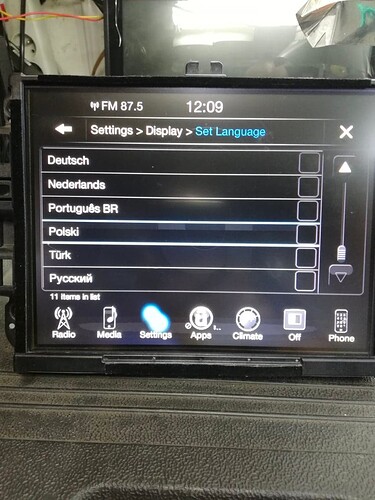 FM 87.5 12:09
Settings > Display > Set Language
Deutsch
Nederlands
Português BR
Polski
Türk
Русский
11 items in list
Radio Media Settings Apps Climate Off Phone